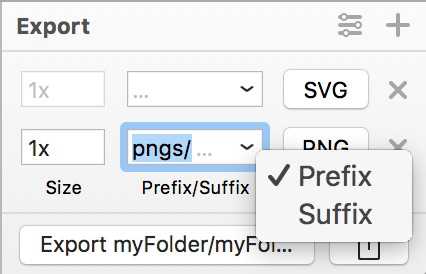 Export
1x ... SVG
1x pngs/ ... PNG
Size Prefix/Suffix
Prefix
Suffix
Export myFolder/myFol...